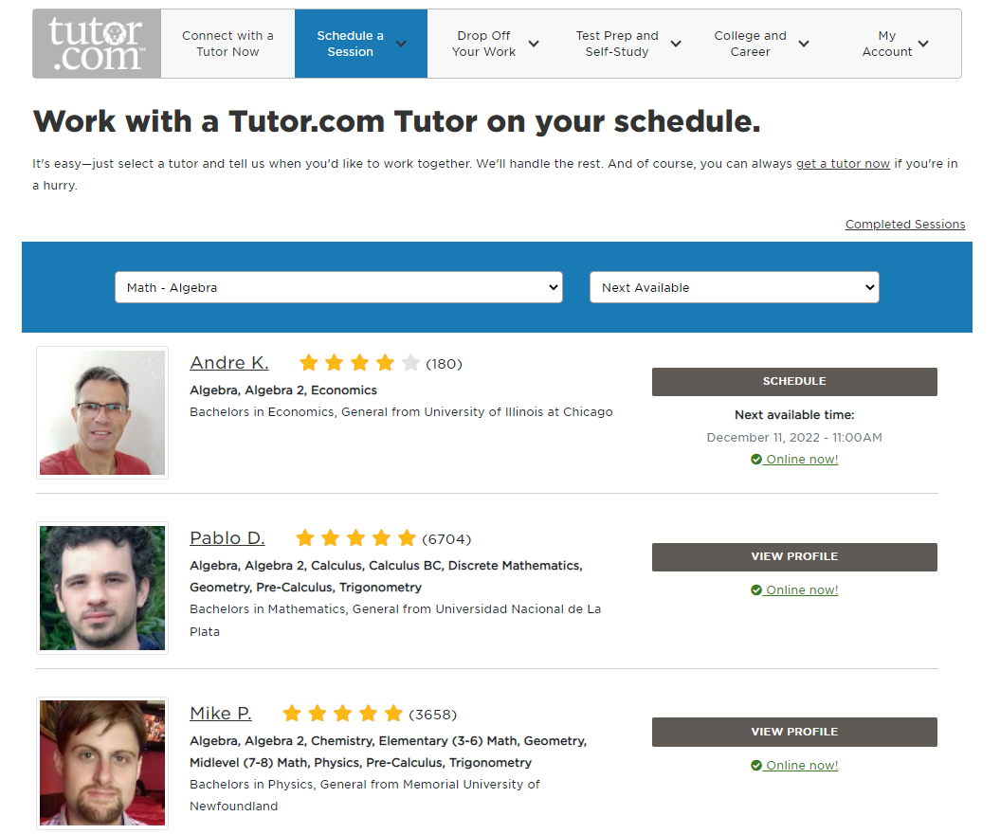 tutor
.com™
Connect with a
Tutor Now
Schedule a
Session
Drop Off
Your Work
Test Prep and
Self-Study
College and
Career
My
Account
Work with a Tutor.com Tutor on your schedule.
It's easy—just select a tutor and tell us when you'd like to work together. We'll handle the rest. And of course, you can always get a tutor now if you're in
a hurry.
Completed Sessions
Math - Algebra
Next Available
Andre K. (180)
Algebra, Algebra 2, Economics
Bachelors in Economics, General from University of Illinois at Chicago
SCHEDULE
Next available time:
December 11, 2022 - 11:00AM
Online now!
Pablo D. (6704)
Algebra, Algebra 2, Calculus, Calculus BC, Discrete Mathematics,
Geometry, Pre-Calculus, Trigonometry
Bachelors in Mathematics, General from Universidad Nacional de La
Plata
VIEW PROFILE
Online now!
Mike P. (3658)
Algebra, Algebra 2, Chemistry, Elementary (3-6) Math, Geometry,
Midlevel (7-8) Math, Physics, Pre-Calculus, Trigonometry
Bachelors in Physics, General from Memorial University of
Newfoundland
VIEW PROFILE
Online now!